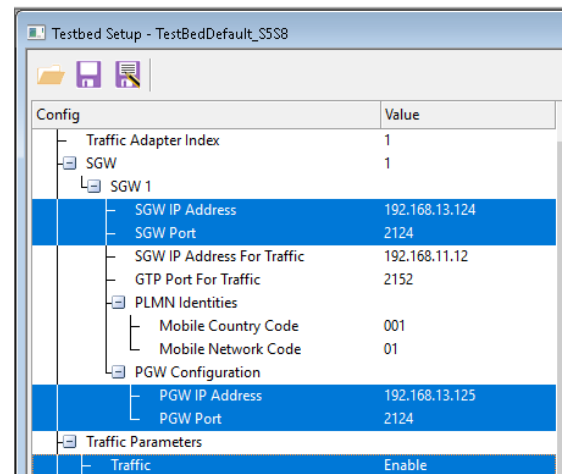 Testbed Setup - TestBedDefault_S5S8
Config Value
Traffic Adapter Index 1
SGW 1
SGW 1
SGW IP Address 192.168.13.124
SGW Port 2124
SGW IP Address For Traffic 192.168.11.12
GTP Port For Traffic 2152
PLMN Identities
Mobile Country Code 001
Mobile Network Code 01
PGW Configuration
PGW IP Address 192.168.13.125
PGW Port 2124
Traffic Parameters
Traffic Enable